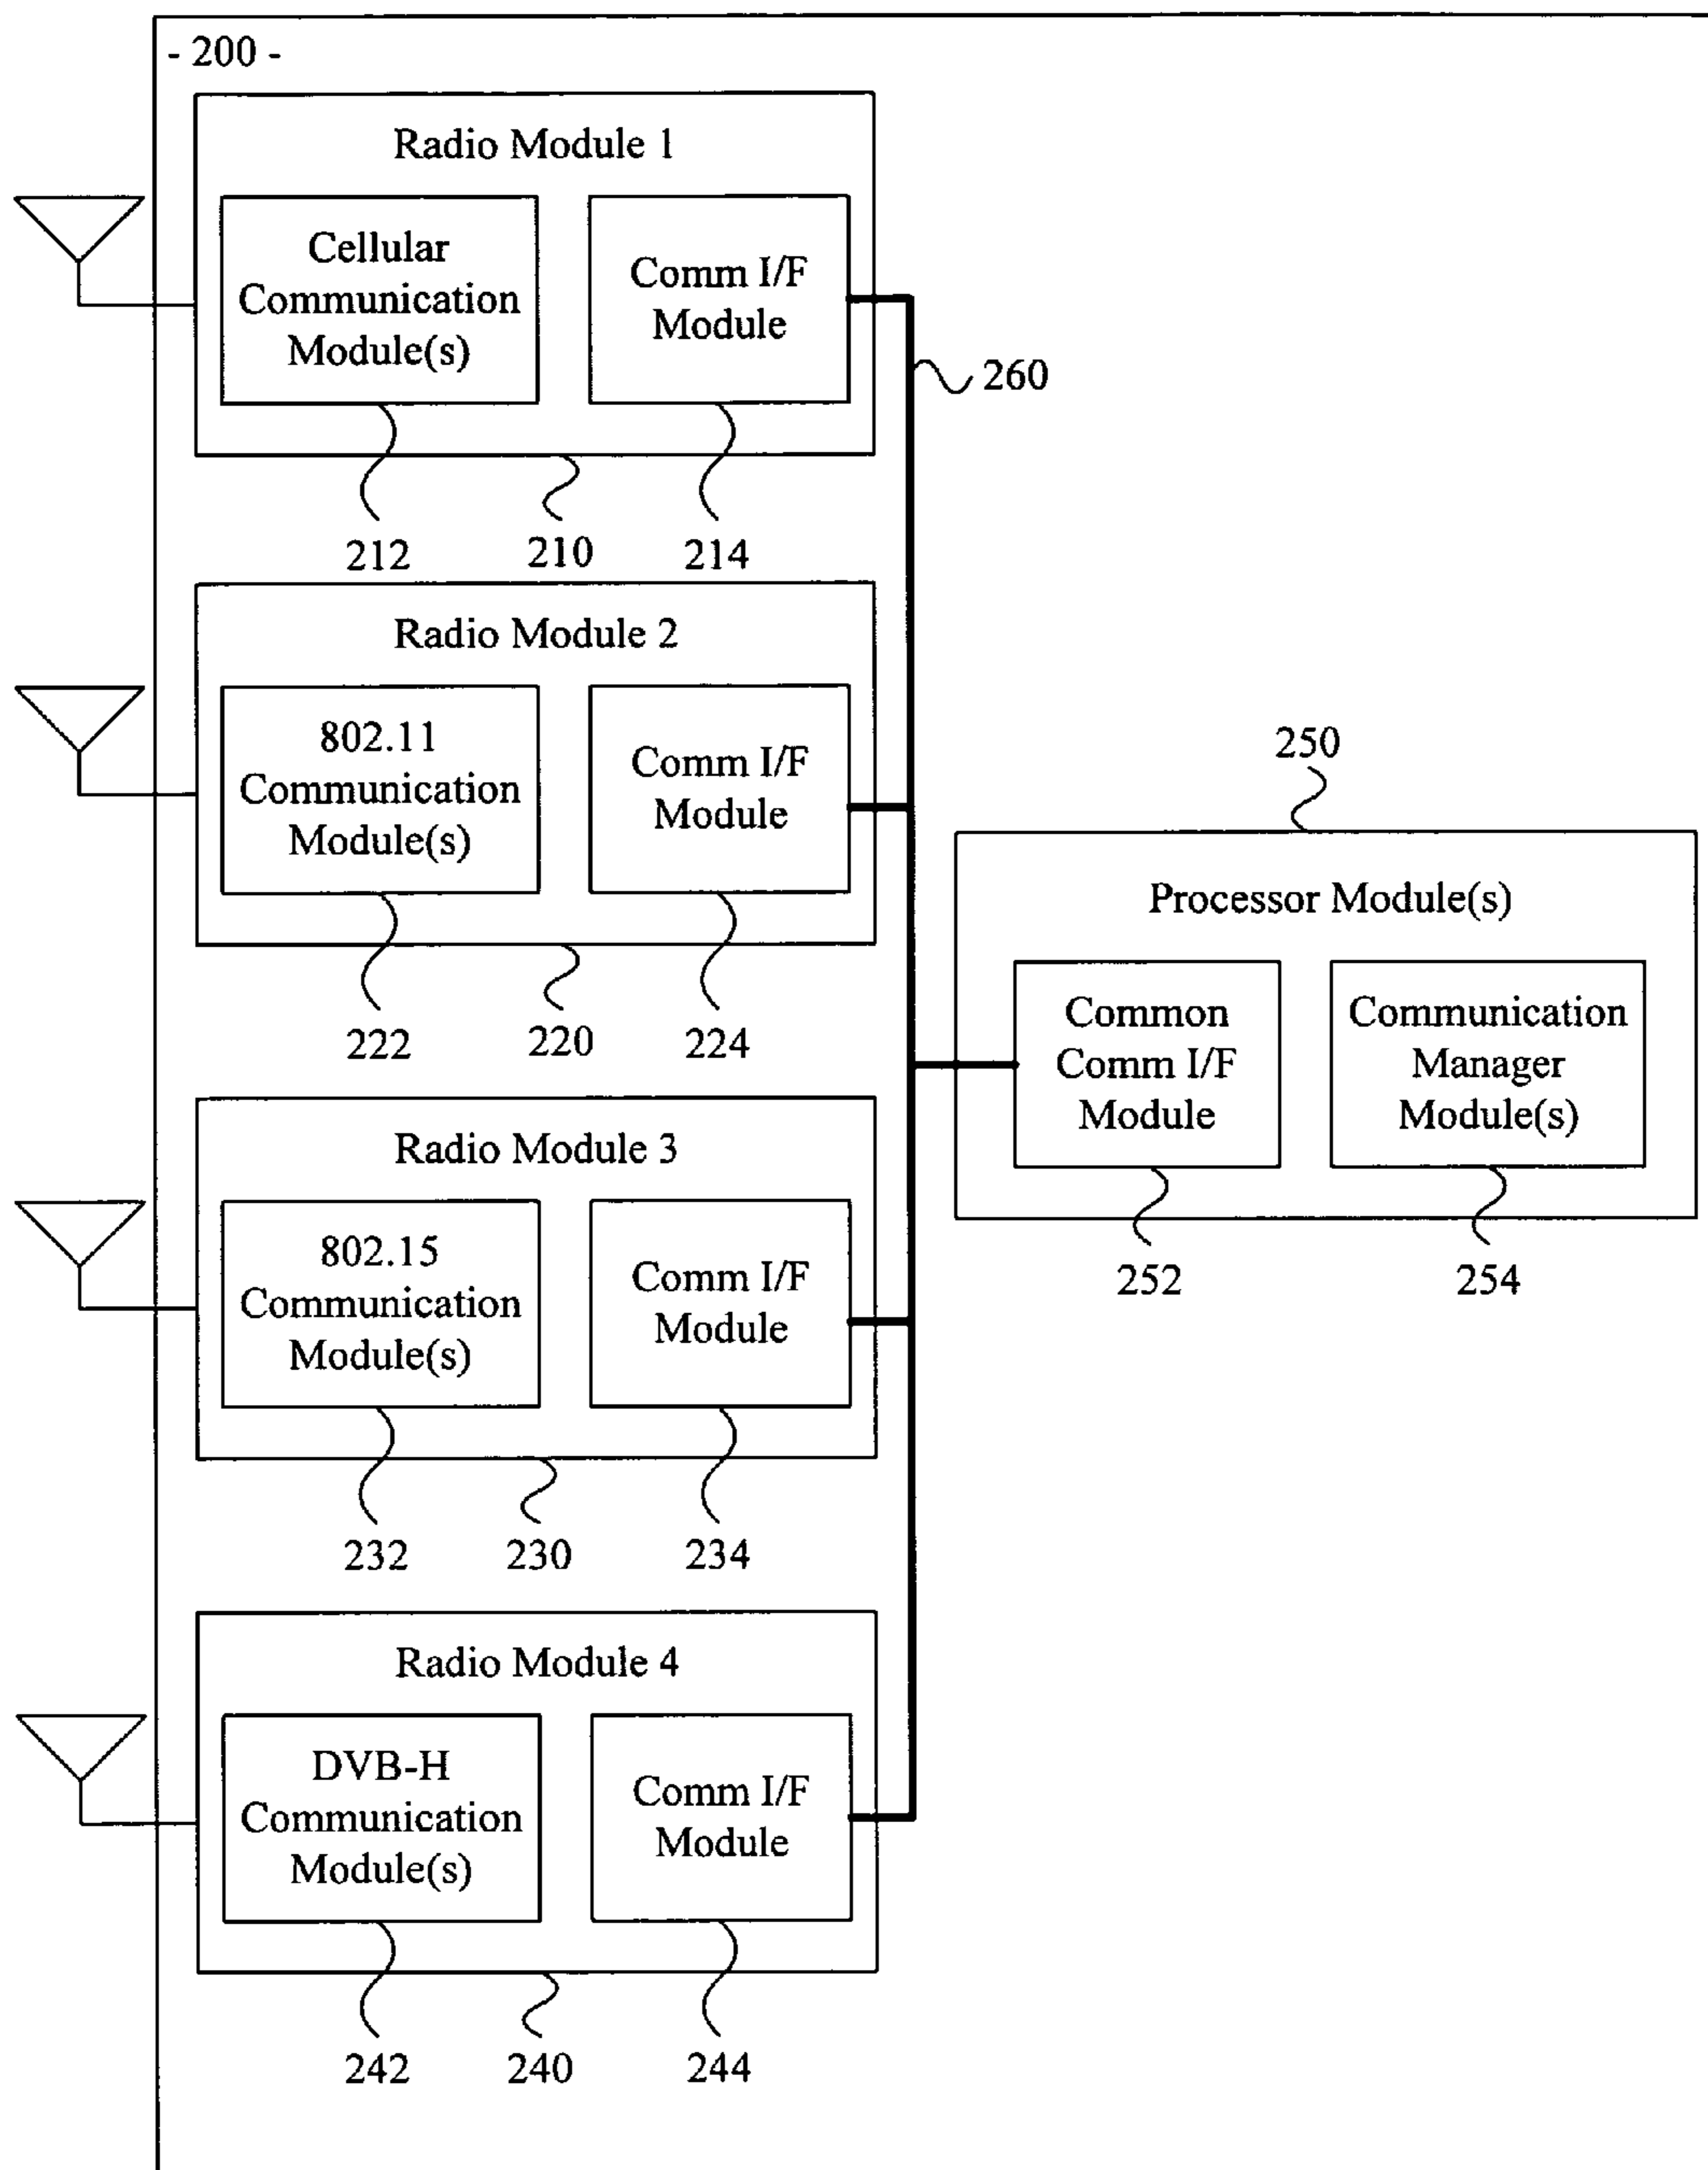 - 200 -
Radio Module 1
Cellular
Communication
Module(s)
Comm I/F
Module
260
212
210
214
Radio Module 2
802.11
Communication
Module(s)
Comm I/F
Module
222
220
224
250
Processor Module(s)
Common
Comm I/F
Module
Communication
Manager
Module(s)
252
254
Radio Module 3
802.15
Communication
Module(s)
Comm I/F
Module
232
230
234
Radio Module 4
DVB-H
Communication
Module(s)
Comm I/F
Module
242
240
244